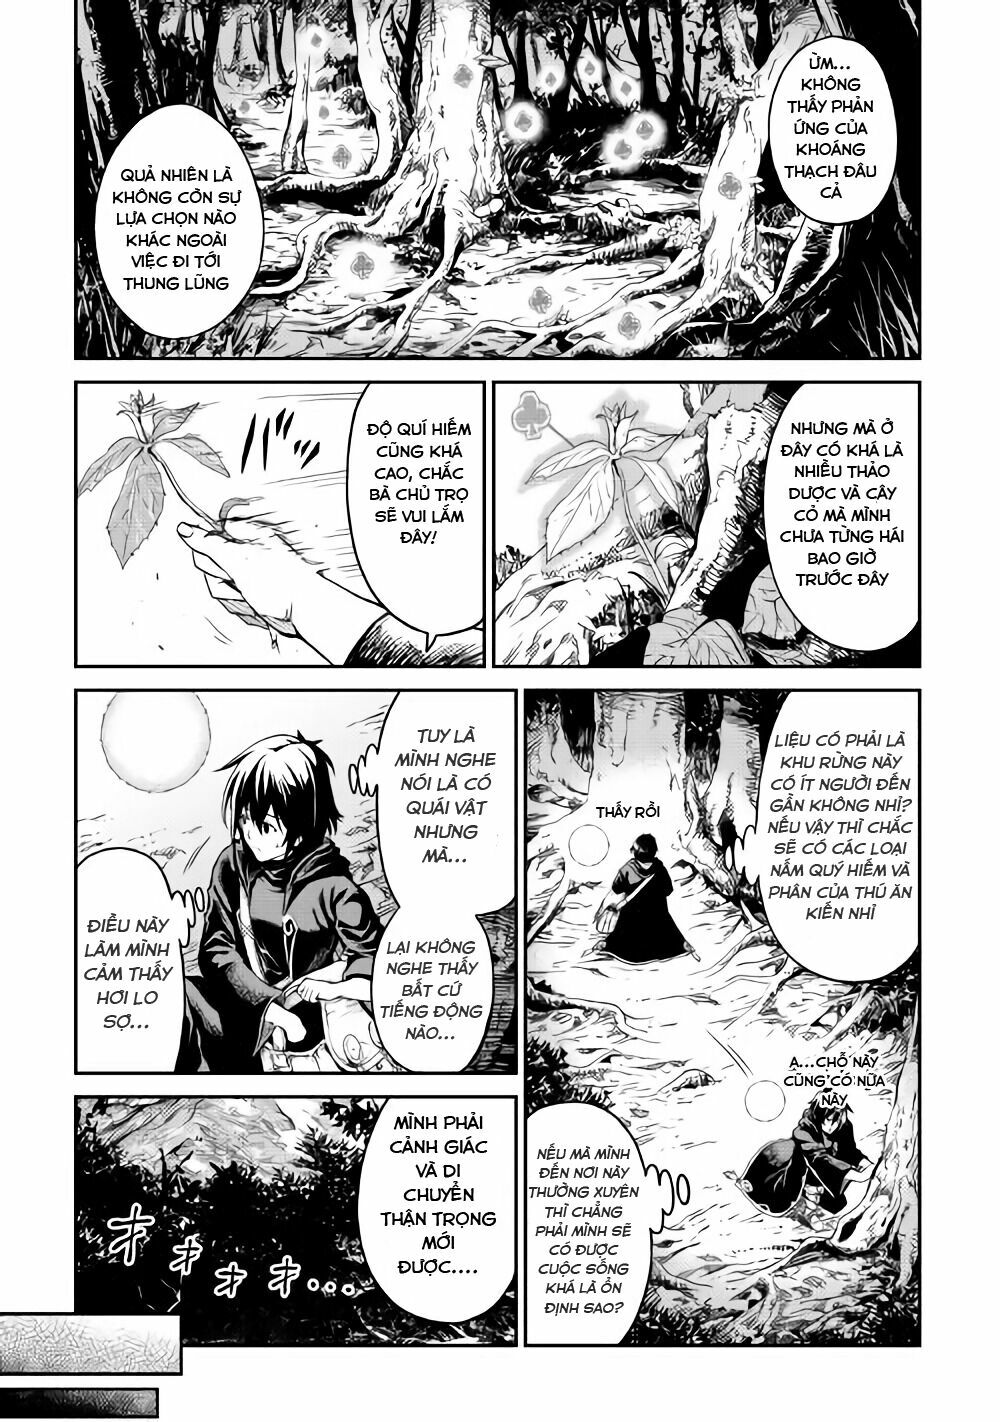 ỪM...
KHÔNG
THẤY PHẢN
ỨNG CỦA
KHOÁNG
THẠCH ĐÂU
CẢ
QUẢ NHIÊN LÀ
KHÔNG CÒN SỰ
LỰA CHỌN NÀO
KHÁC NGOÀI
VIỆC ĐI TỚI
THUNG LŨNG
NHƯNG MÀ Ở
ĐÂY CÓ KHÁ LÀ
NHIỀU THẢO
DƯỢC VÀ CÂY
CỎ MÀ MÌNH
CHƯA TỪNG HÁI
BAO GIỜ
TRƯỚC ĐÂY
ĐỘ QUÍ HIẾM
CŨNG KHÁ
CAO, CHẮC
BÀ CHỦ TRỌ
SẼ VUI LẮM
ĐÂY!
LIỆU CÓ PHẢI LÀ
KHU RỪNG NÀY
CÓ ÍT NGƯỜI ĐẾN
GẦN KHÔNG NHỈ?
NẾU VẬY THÌ CHẮC
SẼ CÓ CÁC LOẠI
NẤM QUÝ HIẾM VÀ
PHÂN CỦA THÚ ĂN
KIẾN NHỈ
THẤY RỒI
Ạ...CHỖ NÀY
CŨNG CÓ NỮA
NÀY
NẾU MÀ MÌNH
ĐẾN NƠI NÀY
THƯỜNG XUYÊN
THÌ CHẲNG
PHẢI MÌNH SẼ
CÓ ĐƯỢC
CUỘC SỐNG
KHÁ LÀ ỔN
ĐỊNH SAO?
TUY LÀ
MÌNH NGHE
NÓI LÀ CÓ
QUÁI VẬT
NHƯNG
MÀ...
LẠI KHÔNG
NGHE THẤY
BẤT CỨ
TIẾNG ĐỘNG
NÀO...
ĐIỀU NÀY
LÀM MÌNH
CẢM THẤY
HƠI LO
SỢ...
MÌNH PHẢI
CẢNH GIÁC
VÀ DI
CHUYỂN
THẬN TRỌNG
MỚI
ĐƯỢC....
オオオオオ...